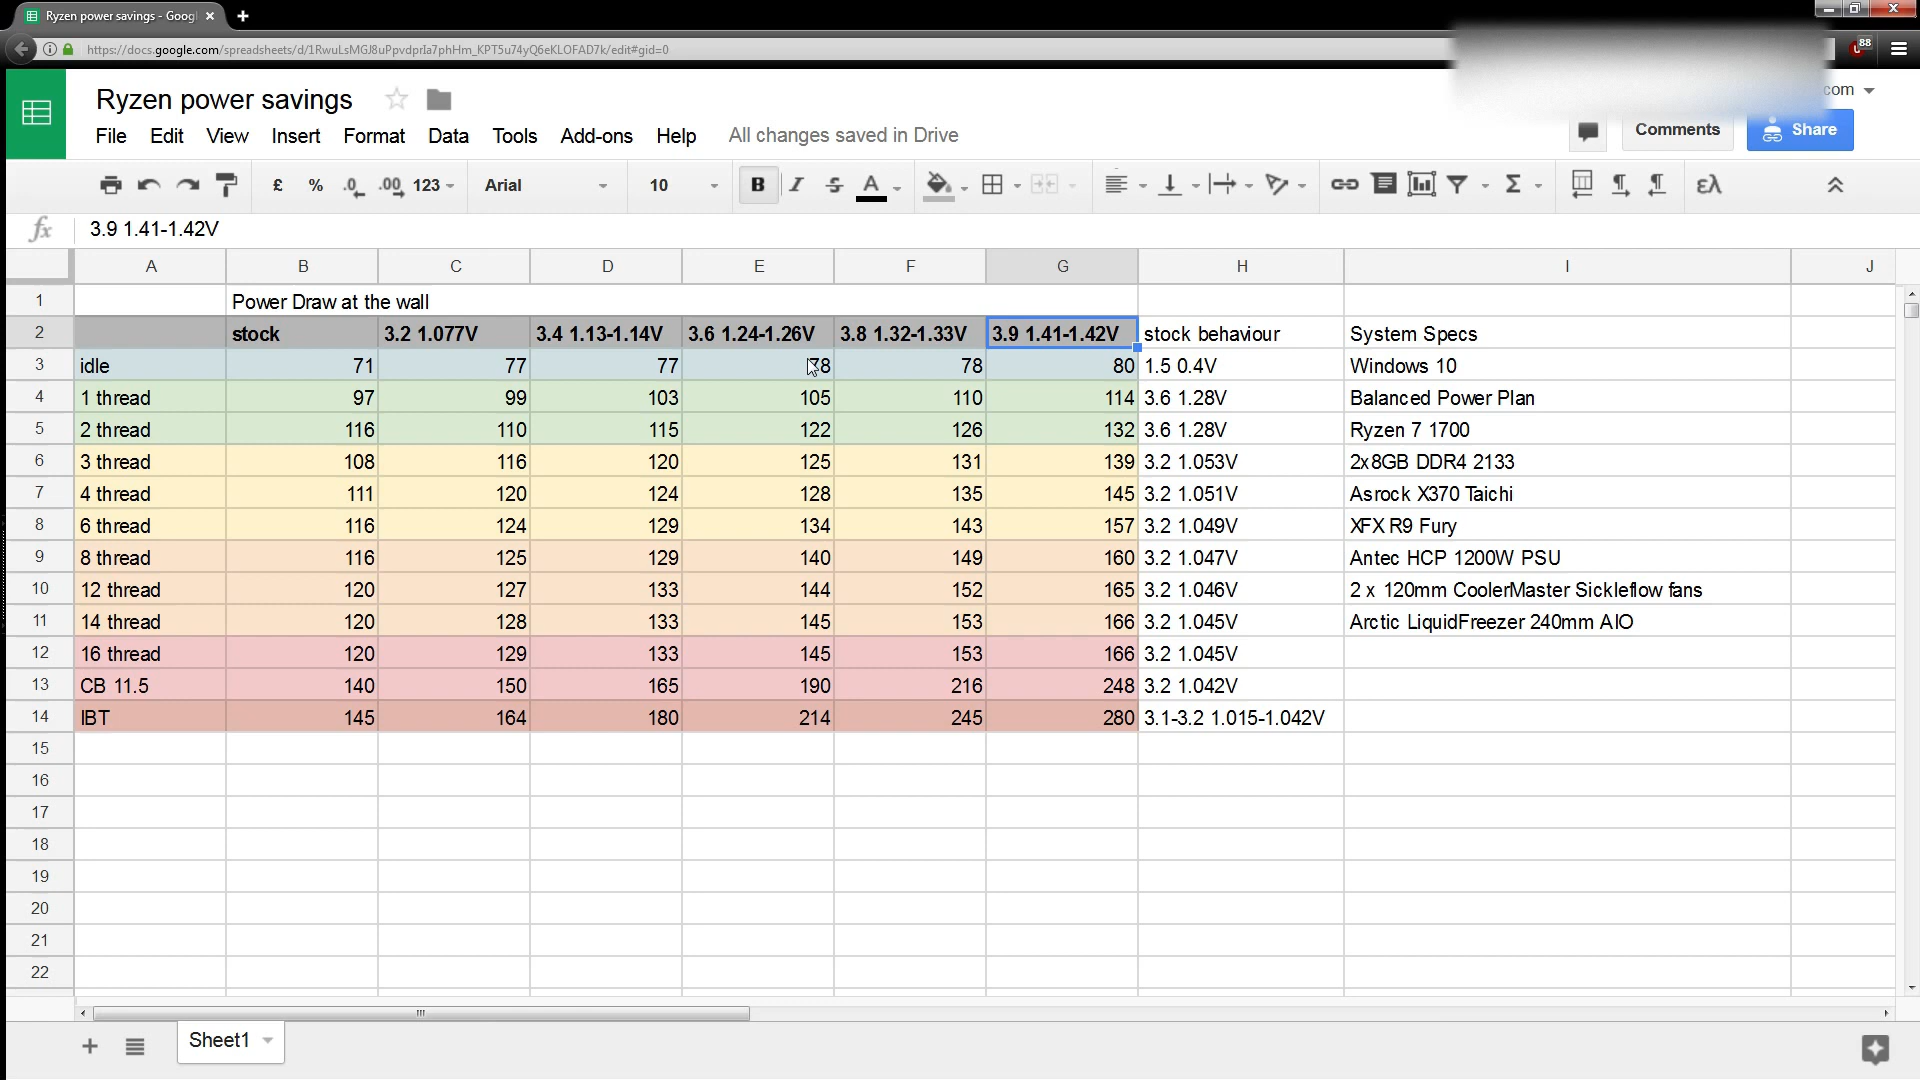 Ryzen power savings - Googl
https://docs.google.com/spreadsheets/d/1RwuLsMGJ8uPpvdprIa7phHm_KPT5u74yQ6eKLOFAD7k/edit#gid=0
88
Ryzen power savings
com
File Edit View Insert Format Data Tools Add-ons Help All changes saved in Drive
Comments Share
£ % .0 .00 123 Arial 10 B I S A Σ ελ
fx 3.9 1.41-1.42V
A B C D E F G H I J
1 Power Draw at the wall
2 stock 3.2 1.077V 3.4 1.13-1.14V 3.6 1.24-1.26V 3.8 1.32-1.33V 3.9 1.41-1.42V stock behaviour System Specs
3 idle 71 77 77 78 78 80 1.5 0.4V Windows 10
4 1 thread 97 99 103 105 110 114 3.6 1.28V Balanced Power Plan
5 2 thread 116 110 115 122 126 132 3.6 1.28V Ryzen 7 1700
6 3 thread 108 116 120 125 131 139 3.2 1.053V 2x8GB DDR4 2133
7 4 thread 111 120 124 128 135 145 3.2 1.051V Asrock X370 Taichi
8 6 thread 116 124 129 134 143 157 3.2 1.049V XFX R9 Fury
9 8 thread 116 125 129 140 149 160 3.2 1.047V Antec HCP 1200W PSU
10 12 thread 120 127 133 144 152 165 3.2 1.046V 2 x 120mm CoolerMaster Sickleflow fans
11 14 thread 120 128 133 145 153 166 3.2 1.045V Arctic LiquidFreezer 240mm AIO
12 16 thread 120 129 133 145 153 166 3.2 1.045V
13 CB 11.5 140 150 165 190 216 248 3.2 1.042V
14 IBT 145 164 180 214 245 280 3.1-3.2 1.015-1.042V
15
16
17
18
19
20
21
22
Sheet1